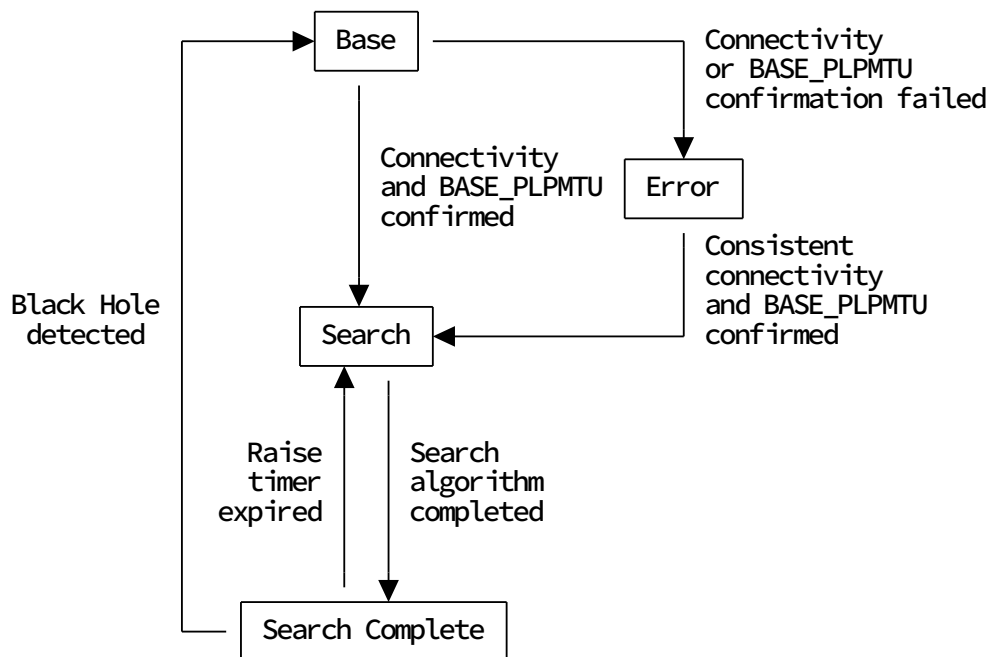 Base
Connectivity
or BASE_PLPMTU
confirmation failed
Connectivity
and BASE_PLPMTU
confirmed
Error
Consistent
connectivity
and BASE_PLPMTU
confirmed
Black Hole
detected
Search
Raise
timer
expired
Search
algorithm
completed
Search Complete